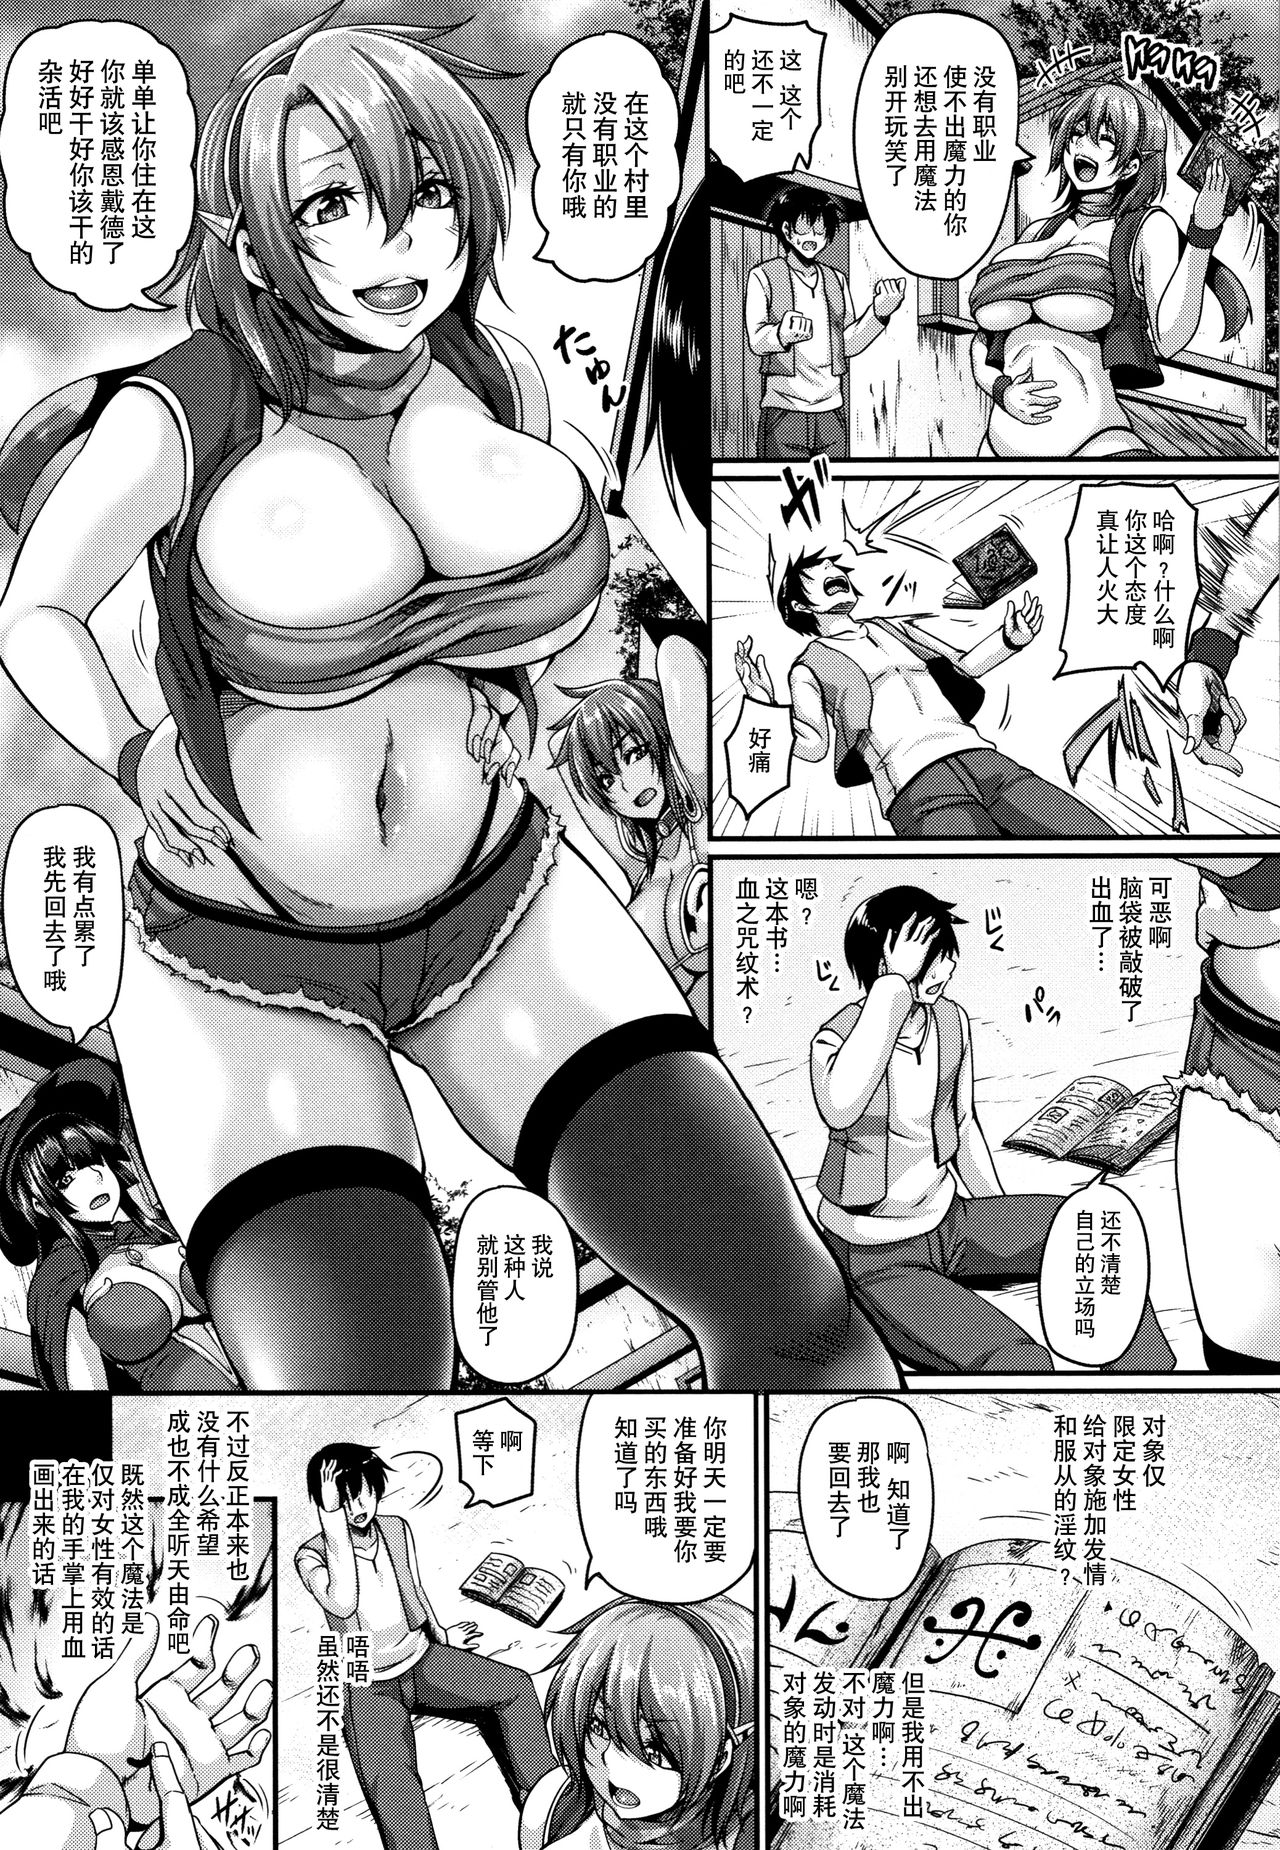 没有职业
使不出魔力的你
还想去用魔法
别开玩笑了
这 这个
还不一定
的吧
在这个村里
没有职业的
就只有你哦
单单让你住在这
你就该感恩戴德了
好好干好你该干的
杂活吧
たゆん
哈啊？什么啊
你这个态度
真让人火大
好痛
可恶啊
脑袋被敲破了
出血了…
嗯？
这本书…
血之咒纹术？
还不清楚
自己的立场吗
我有点累了
我先回去了哦
我说
这种人
就别管他了
对象仅
限定女性
给对象施加发情
和服从的淫纹？
啊 知道了
那我也
要回去了
但是我用不出
魔力啊…
不对 这个魔法
发动时是消耗
对象的魔力啊
你明天一定要
准备好我要你
买的东西哦
知道了吗
啊
等下
唔唔
虽然还不是很清楚
不过反正本来也
没有什么希望
成也不成全听天由命吧
既然这个魔法是
仅对女性有效的话
在我的手掌上用血
画出来的话